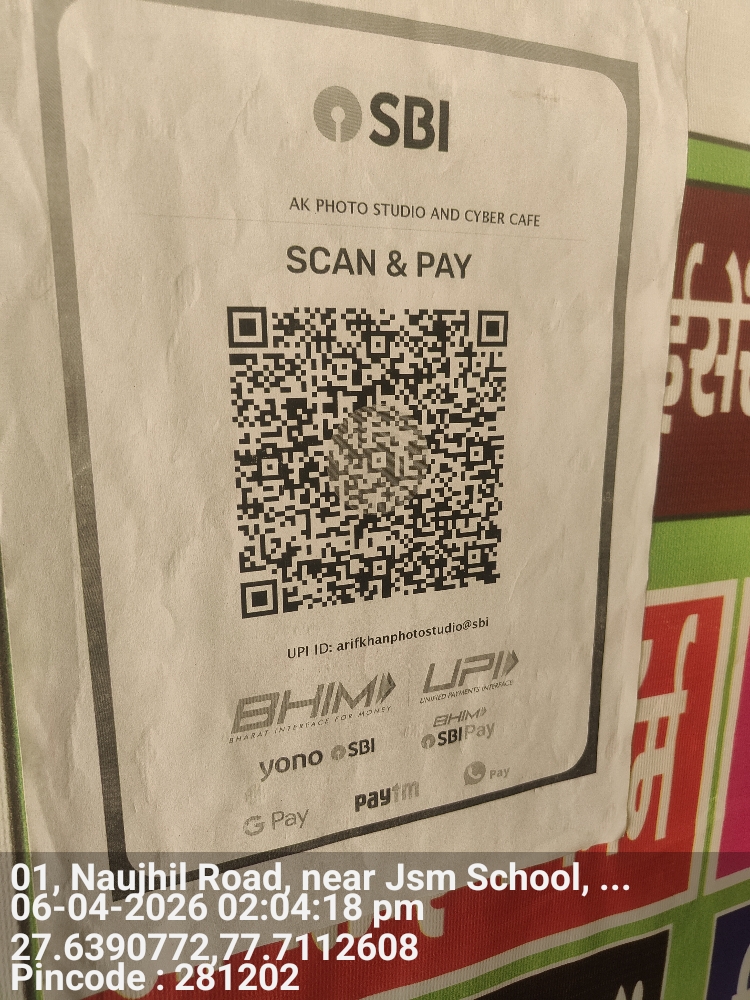 SBI
AK PHOTO STUDIO AND CYBER CAFE
SCAN & PAY
UPI ID: arifkhanphotostudio@sbi
BHIM UPI
BHARAT INTERFACE FOR MONEY UNIFIED PAYMENTS INTERFACE
yono SBI BHIM SBIPay
G Pay paytm Pay
01, Naujhil Road, near Jsm School, ...
06-04-2026 02:04:18 pm
27.6390772,77.7112608
Pincode : 281202